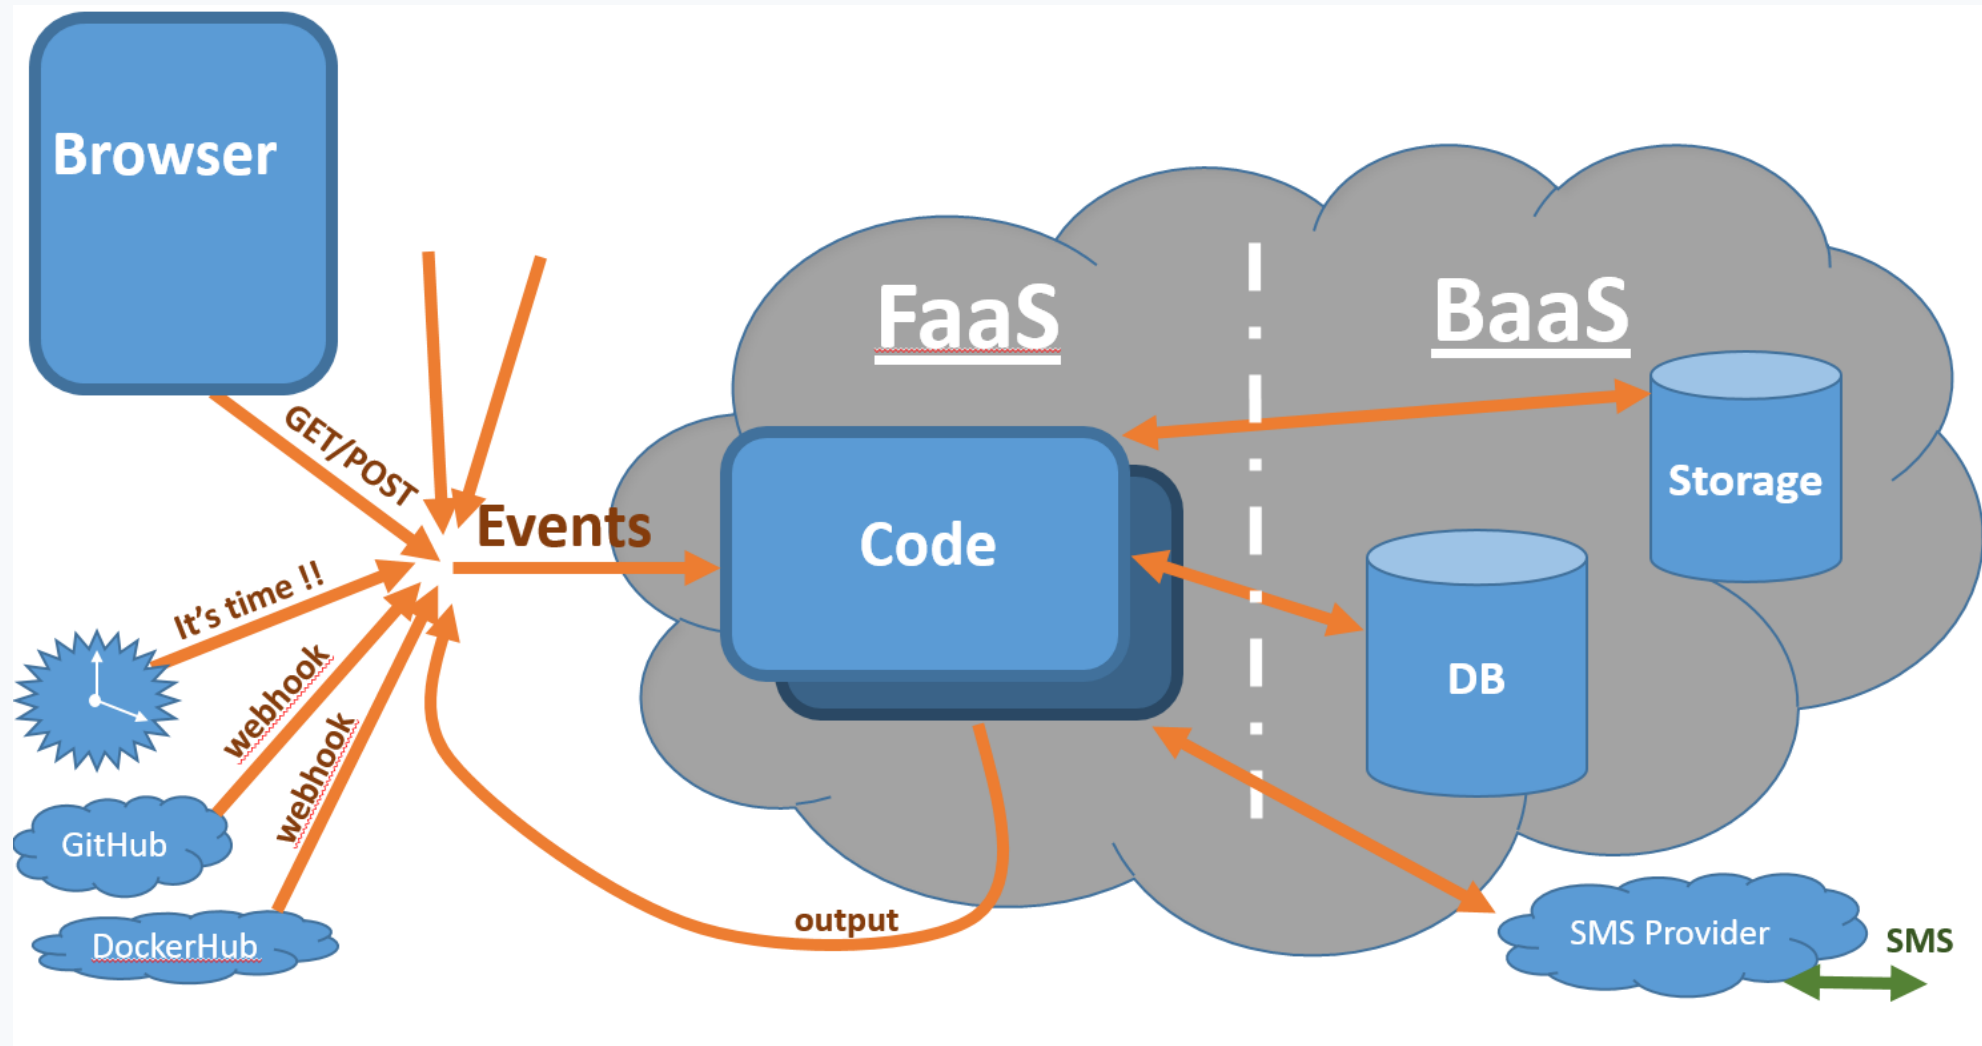 Browser
GET/POST
Events
It's time !!
webhook
webhook
GitHub
DockerHub
FaaS
BaaS
Code
Storage
DB
output
SMS Provider
SMS